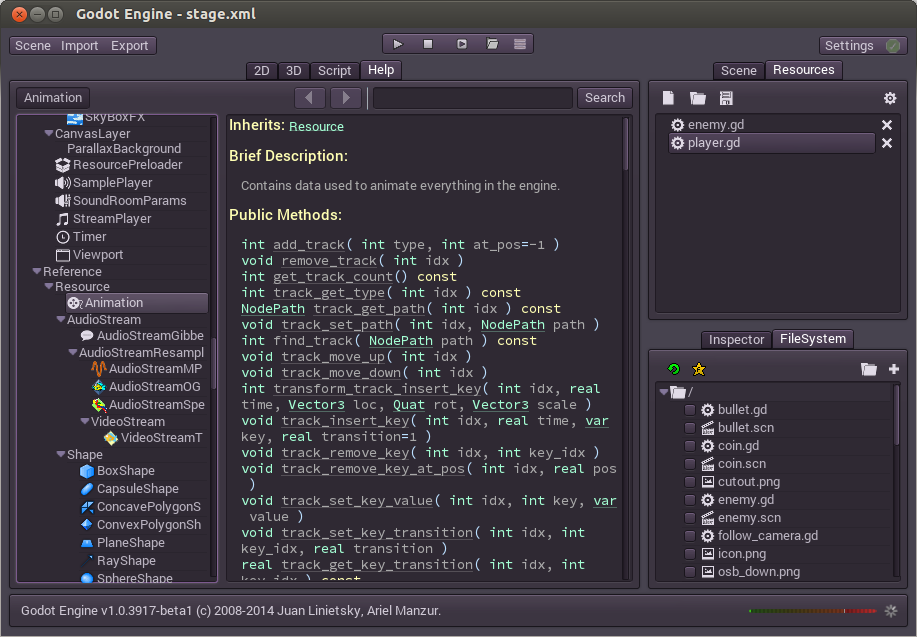 Godot Engine - stage.xml
Scene Import Export
Settings
2D 3D Script Help
Scene Resources
Animation
Search
SkyBoxFX
CanvasLayer
ParallaxBackground
ResourcePreloader
SamplePlayer
SoundRoomParams
StreamPlayer
Timer
Viewport
Reference
Resource
Animation
AudioStream
AudioStreamGibbe
AudioStreamResampl
AudioStreamMP
AudioStreamOG
AudioStreamSpe
VideoStream
VideoStreamT
Shape
BoxShape
CapsuleShape
ConcavePolygonS
ConvexPolygonSh
PlaneShape
RayShape
SphereShape
Inherits: Resource
Brief Description:
Contains data used to animate everything in the engine.
Public Methods:
int add_track( int type, int at_pos=-1 )
void remove_track( int idx )
int get_track_count() const
int track_get_type( int idx ) const
NodePath track_get_path( int idx ) const
void track_set_path( int idx, NodePath path )
int find_track( NodePath path ) const
void track_move_up( int idx )
void track_move_down( int idx )
int transform_track_insert_key( int idx, real
time, Vector3 loc, Quat rot, Vector3 scale )
void track_insert_key( int idx, real time, var
key, real transition=1 )
void track_remove_key( int idx, int key_idx )
void track_remove_key_at_pos( int idx, real pos
)
void track_set_key_value( int idx, int key, var
value )
void track_set_key_transition( int idx, int
key_idx, real transition )
real track_get_key_transition( int idx, int
key_idx ) const
enemy.gd
player.gd
Inspector FileSystem
/
bullet.gd
bullet.scn
coin.gd
coin.scn
cutout.png
enemy.gd
enemy.scn
follow_camera.gd
icon.png
osb_down.png
Godot Engine v1.0.3917-beta1 (c) 2008-2014 Juan Linietsky, Ariel Manzur.